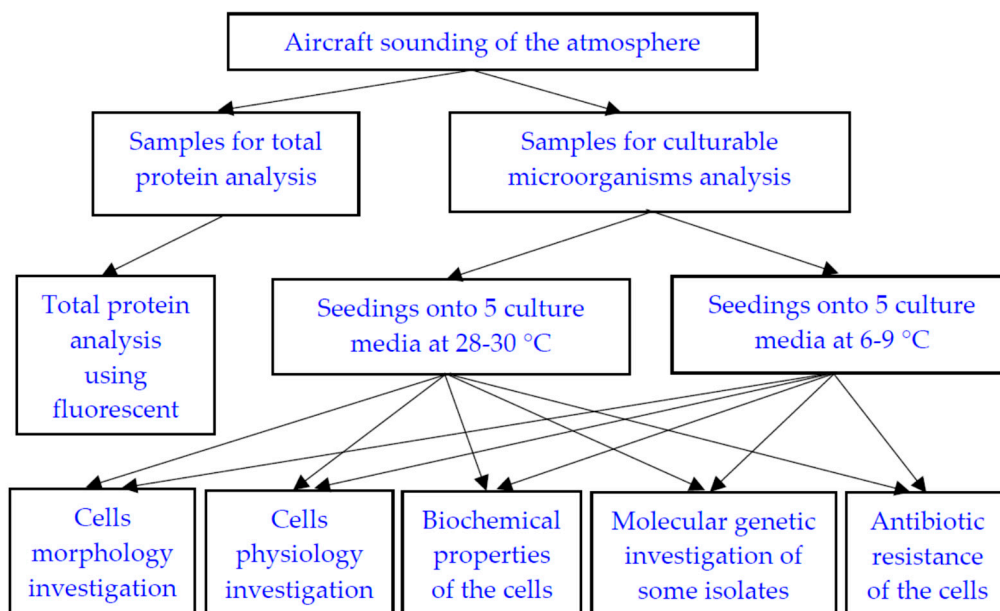 Aircraft sounding of the atmosphere
Samples for total
protein analysis
Samples for culturable
microorganisms analysis
Total protein
analysis
using
fluorescent
Seedings onto 5 culture
media at 28-30 °C
Seedings onto 5 culture
media at 6-9 °C
Cells
morphology
investigation
Cells
physiology
investigation
Biochemical
properties
of the cells
Molecular genetic
investigation of
some isolates
Antibiotic
resistance
of the cells